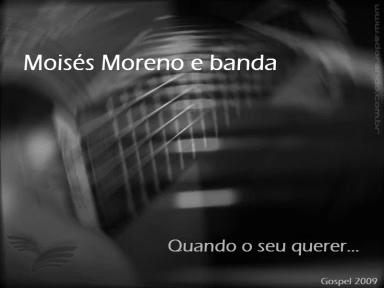 Moisés Moreno e banda
Quando o seu querer...
Gospel 2009